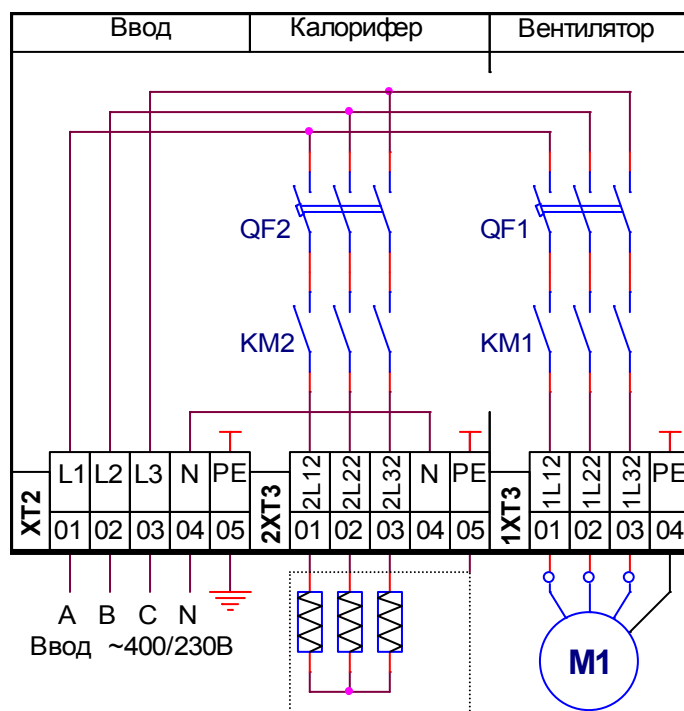 Ввод Калорифер Вентилятор
QF2 QF1
KM2 KM1
XT2 L1 L2 L3 N PE 2XT3 2L12 2L22 2L32 N PE 1XT3 1L12 1L22 1L32 PE
01 02 03 04 05 01 02 03 04 05 01 02 03 04
A B C N
Ввод ~400/230В
M1